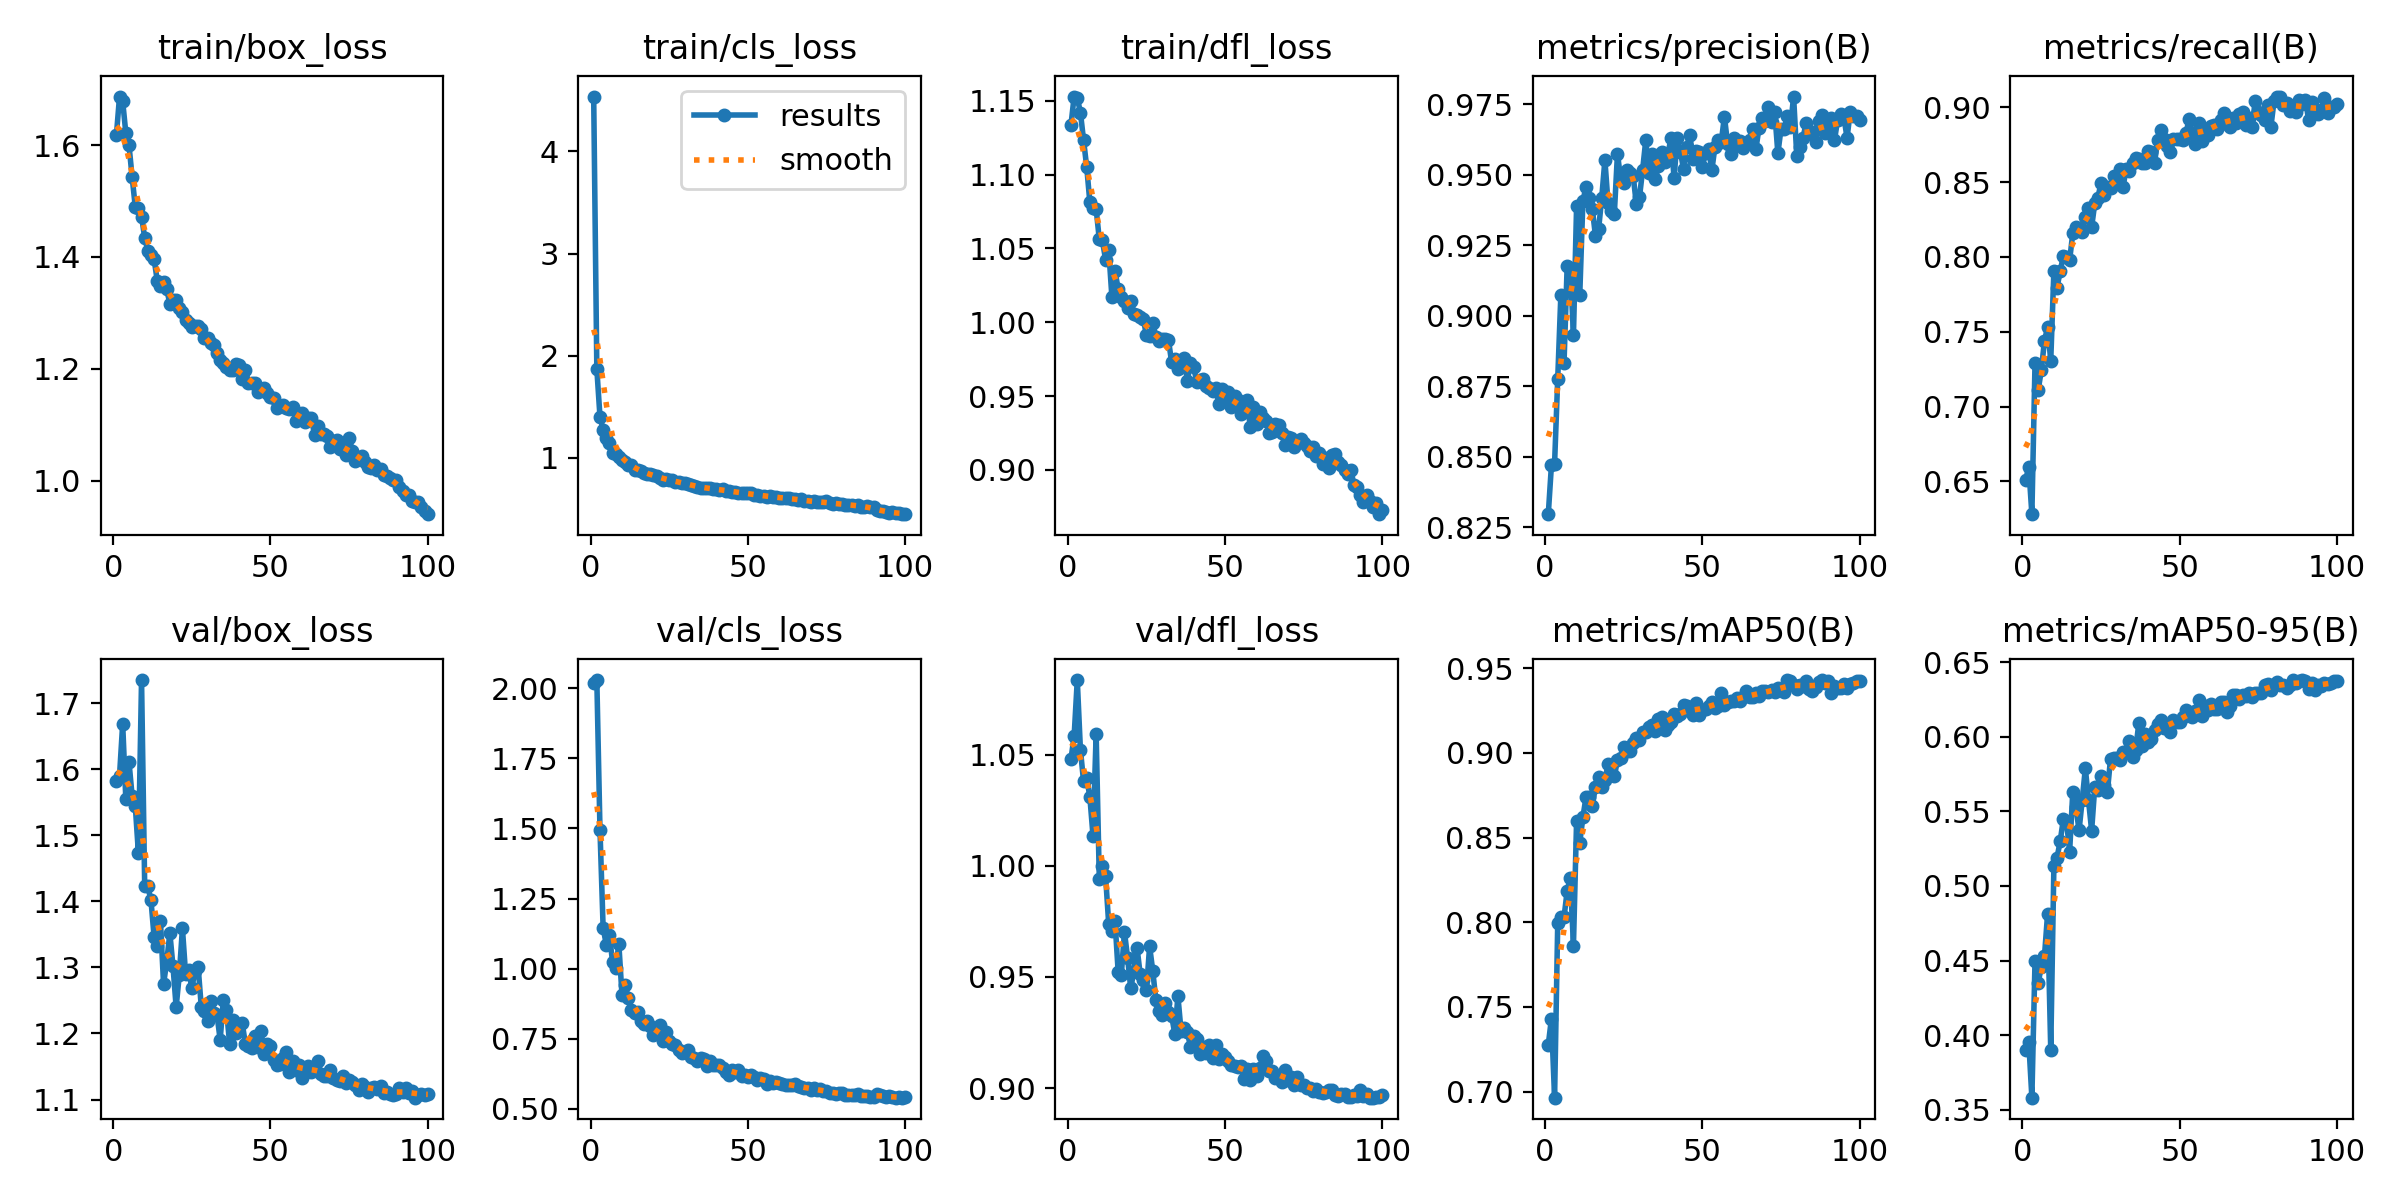 train/box_loss
1.6
1.4
1.2
1.0
0 50 100
train/cls_loss
results
smooth
4
3
2
1
0 50 100
train/dfl_loss
1.15
1.10
1.05
1.00
0.95
0.90
0 50 100
metrics/precision(B)
0.975
0.950
0.925
0.900
0.875
0.850
0.825
0 50 100
metrics/recall(B)
0.90
0.85
0.80
0.75
0.70
0.65
0 50 100
val/box_loss
1.7
1.6
1.5
1.4
1.3
1.2
1.1
0 50 100
val/cls_loss
2.00
1.75
1.50
1.25
1.00
0.75
0.50
0 50 100
val/dfl_loss
1.05
1.00
0.95
0.90
0 50 100
metrics/mAP50(B)
0.95
0.90
0.85
0.80
0.75
0.70
0 50 100
metrics/mAP50-95(B)
0.65
0.60
0.55
0.50
0.45
0.40
0.35
0 50 100